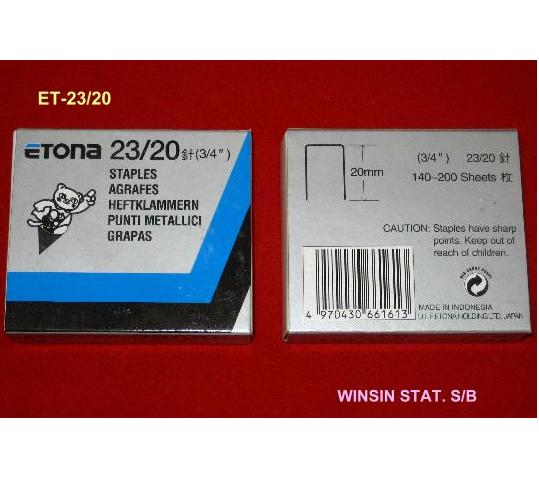 ET-23/20
ETONA 23/20 針 (3/4")
STAPLES
AGRAFES
HEFTKLAMMERN
PUNTI METALLICI
GRAPAS
(3/4") 23/20 針
20mm
140~200 Sheets 枚
CAUTION: Staples have sharp
points. Keep out of
reach of children.
MADE IN INDONESIA
ETONA HOLDING LTD. JAPAN
4 970430 661613
WINSIN STAT. S/B